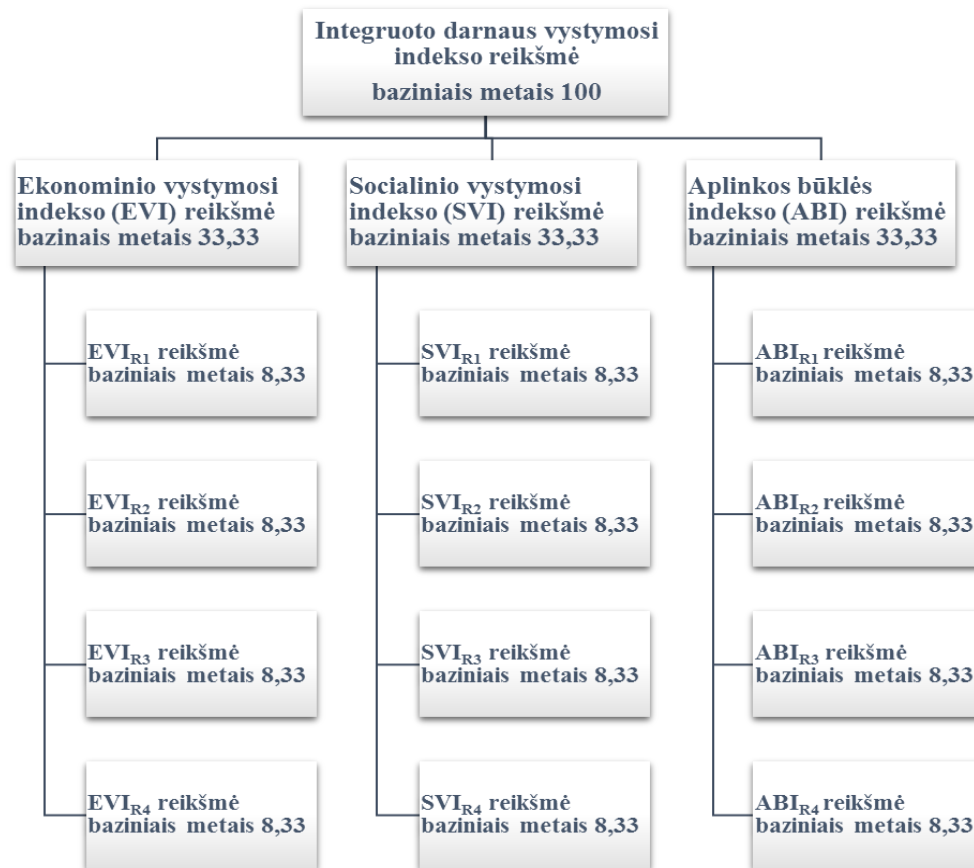 Integruoto darnaus vystymosi
indekso reikšmė
baziniais metais 100
Ekonominio vystymosi
indekso (EVI) reikšmė
bazinais metais 33,33
Socialinio vystymosi
indekso (SVI) reikšmė
baziniais metais 33,33
Aplinkos būklės
indekso (ABI) reikšmė
baziniais metais 33,33
EVIR1 reikšmė
baziniais metais 8,33
SVIR1 reikšmė
baziniais metais 8,33
ABIR1 reikšmė
baziniais metais 8,33
EVIR2 reikšmė
baziniais metais 8,33
SVIR2 reikšmė
baziniais metais 8,33
ABIR2 reikšmė
baziniais metais 8,33
EVIR3 reikšmė
baziniais metais 8,33
SVIR3 reikšmė
baziniais metais 8,33
ABIR3 reikšmė
baziniais metais 8,33
EVIR4 reikšmė
baziniais metais 8,33
SVIR4 reikšmė
baziniais metais 8,33
ABIR4 reikšmė
baziniais metais 8,33